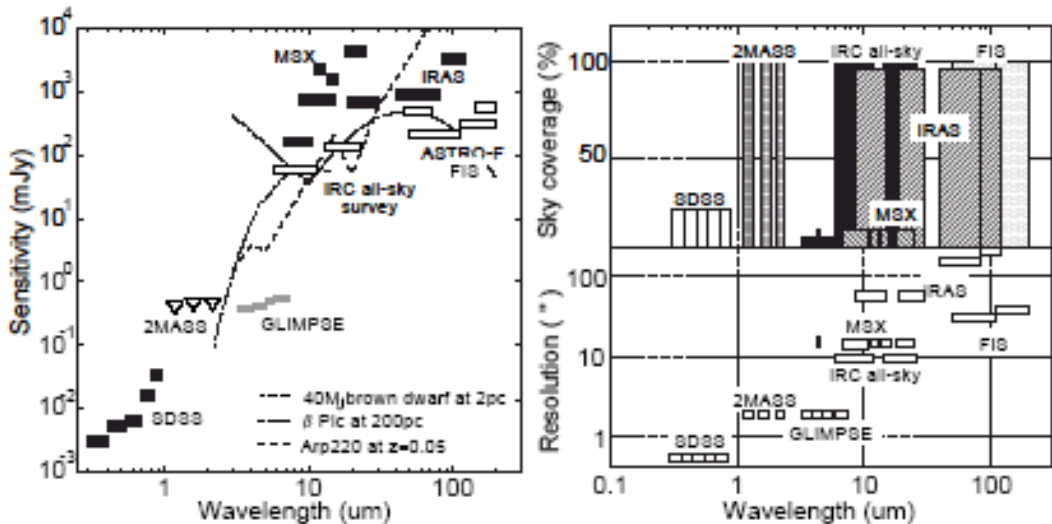 Sensitivity (mJy)
10⁴
10³
10²
10¹
10⁰
10⁻¹
10⁻²
10⁻³
MSX
IRAS
ASTRO-F
FIS
IRC all-sky
survey
2MASS
GLIMPSE
SDSS
40MJ brown dwarf at 2pc
β Pic at 200pc
Arp220 at z=0.05
1 10 100
Wavelength (um)
Sky coverage (%)
100
50
2MASS IRC all-sky FIS
IRAS
SDSS
MSX
Resolution (")
100
10
1
IRAS
MSX
FIS
IRC all-sky
2MASS
GLIMPSE
SDSS
0.1 1 10 100
Wavelength (um)